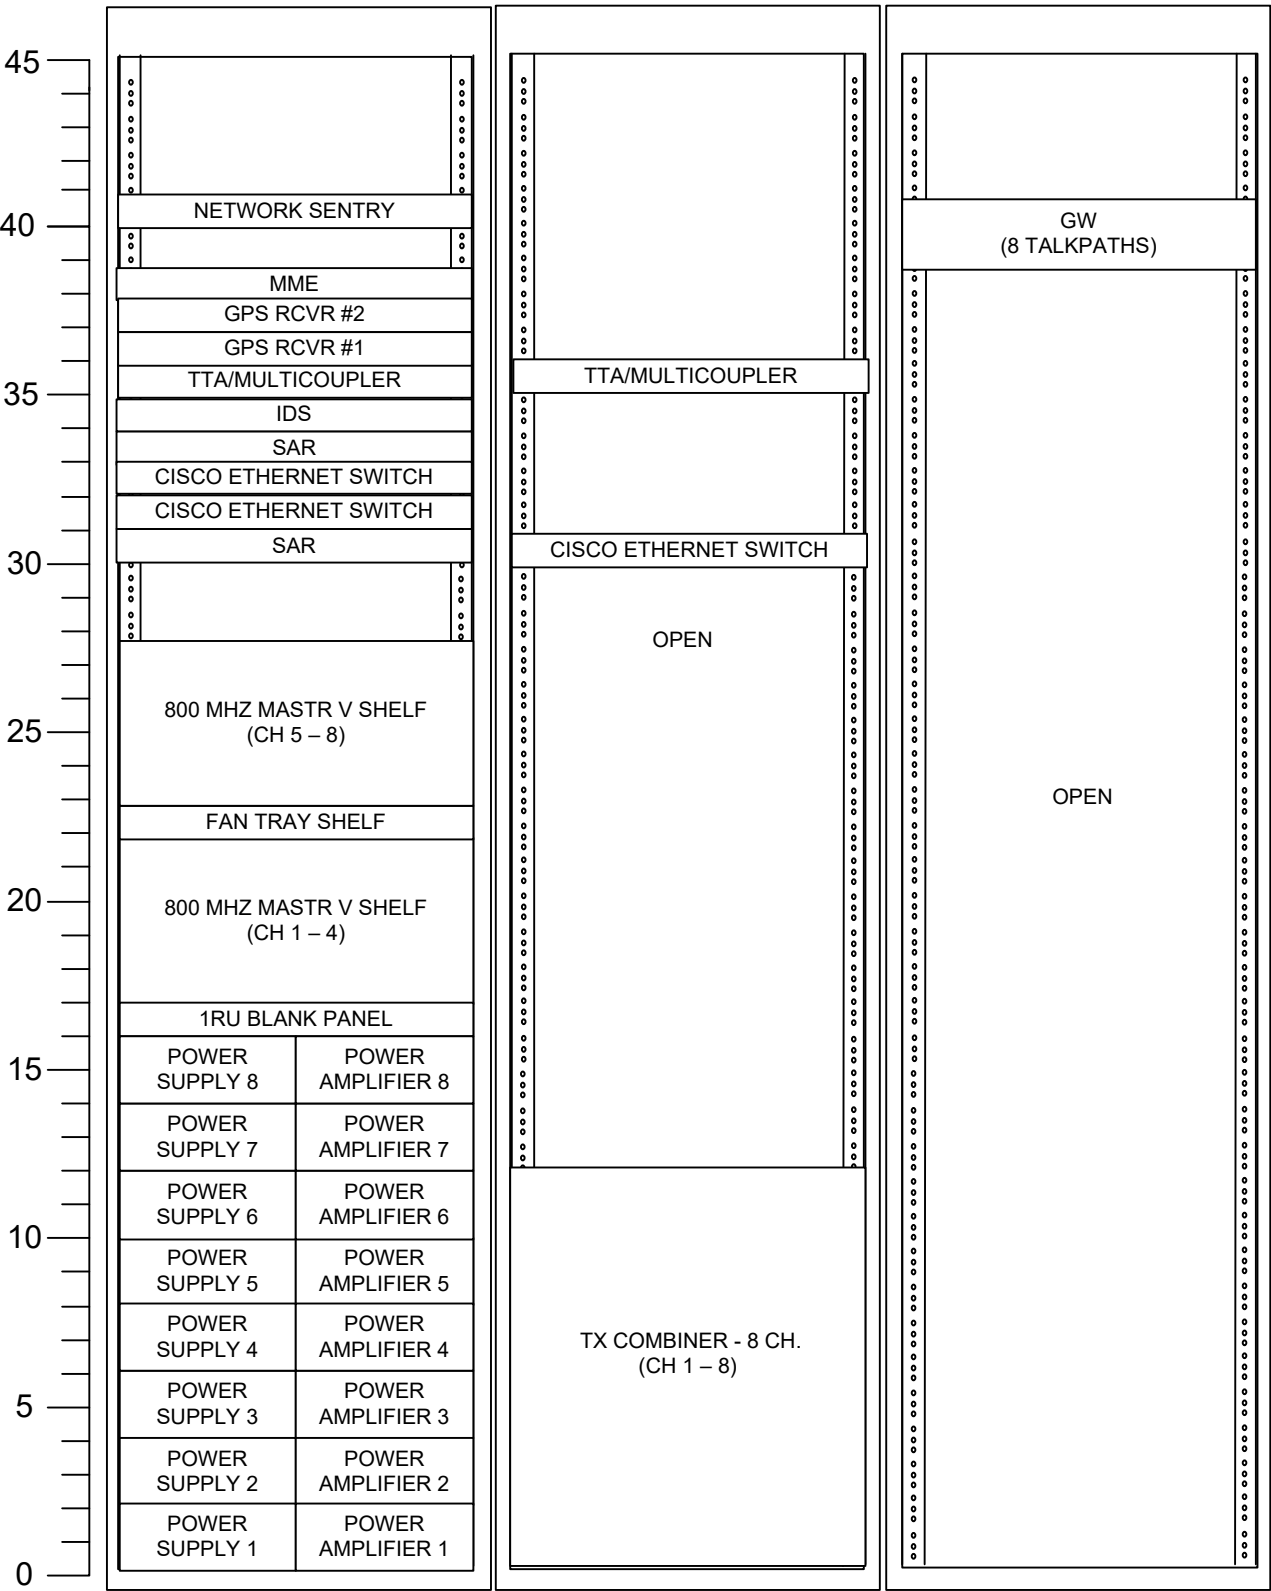 45
40
35
30
25
20
15
10
5
0
NETWORK SENTRY
MME
GPS RCVR #2
GPS RCVR #1
TTA/MULTICOUPLER
IDS
SAR
CISCO ETHERNET SWITCH
CISCO ETHERNET SWITCH
SAR
800 MHZ MASTR V SHELF
(CH 5 – 8)
FAN TRAY SHELF
800 MHZ MASTR V SHELF
(CH 1 – 4)
1RU BLANK PANEL
POWER
SUPPLY 8
POWER
AMPLIFIER 8
POWER
SUPPLY 7
POWER
AMPLIFIER 7
POWER
SUPPLY 6
POWER
AMPLIFIER 6
POWER
SUPPLY 5
POWER
AMPLIFIER 5
POWER
SUPPLY 4
POWER
AMPLIFIER 4
POWER
SUPPLY 3
POWER
AMPLIFIER 3
POWER
SUPPLY 2
POWER
AMPLIFIER 2
POWER
SUPPLY 1
POWER
AMPLIFIER 1
TTA/MULTICOUPLER
CISCO ETHERNET SWITCH
OPEN
TX COMBINER - 8 CH.
(CH 1 – 8)
GW
(8 TALKPATHS)
OPEN